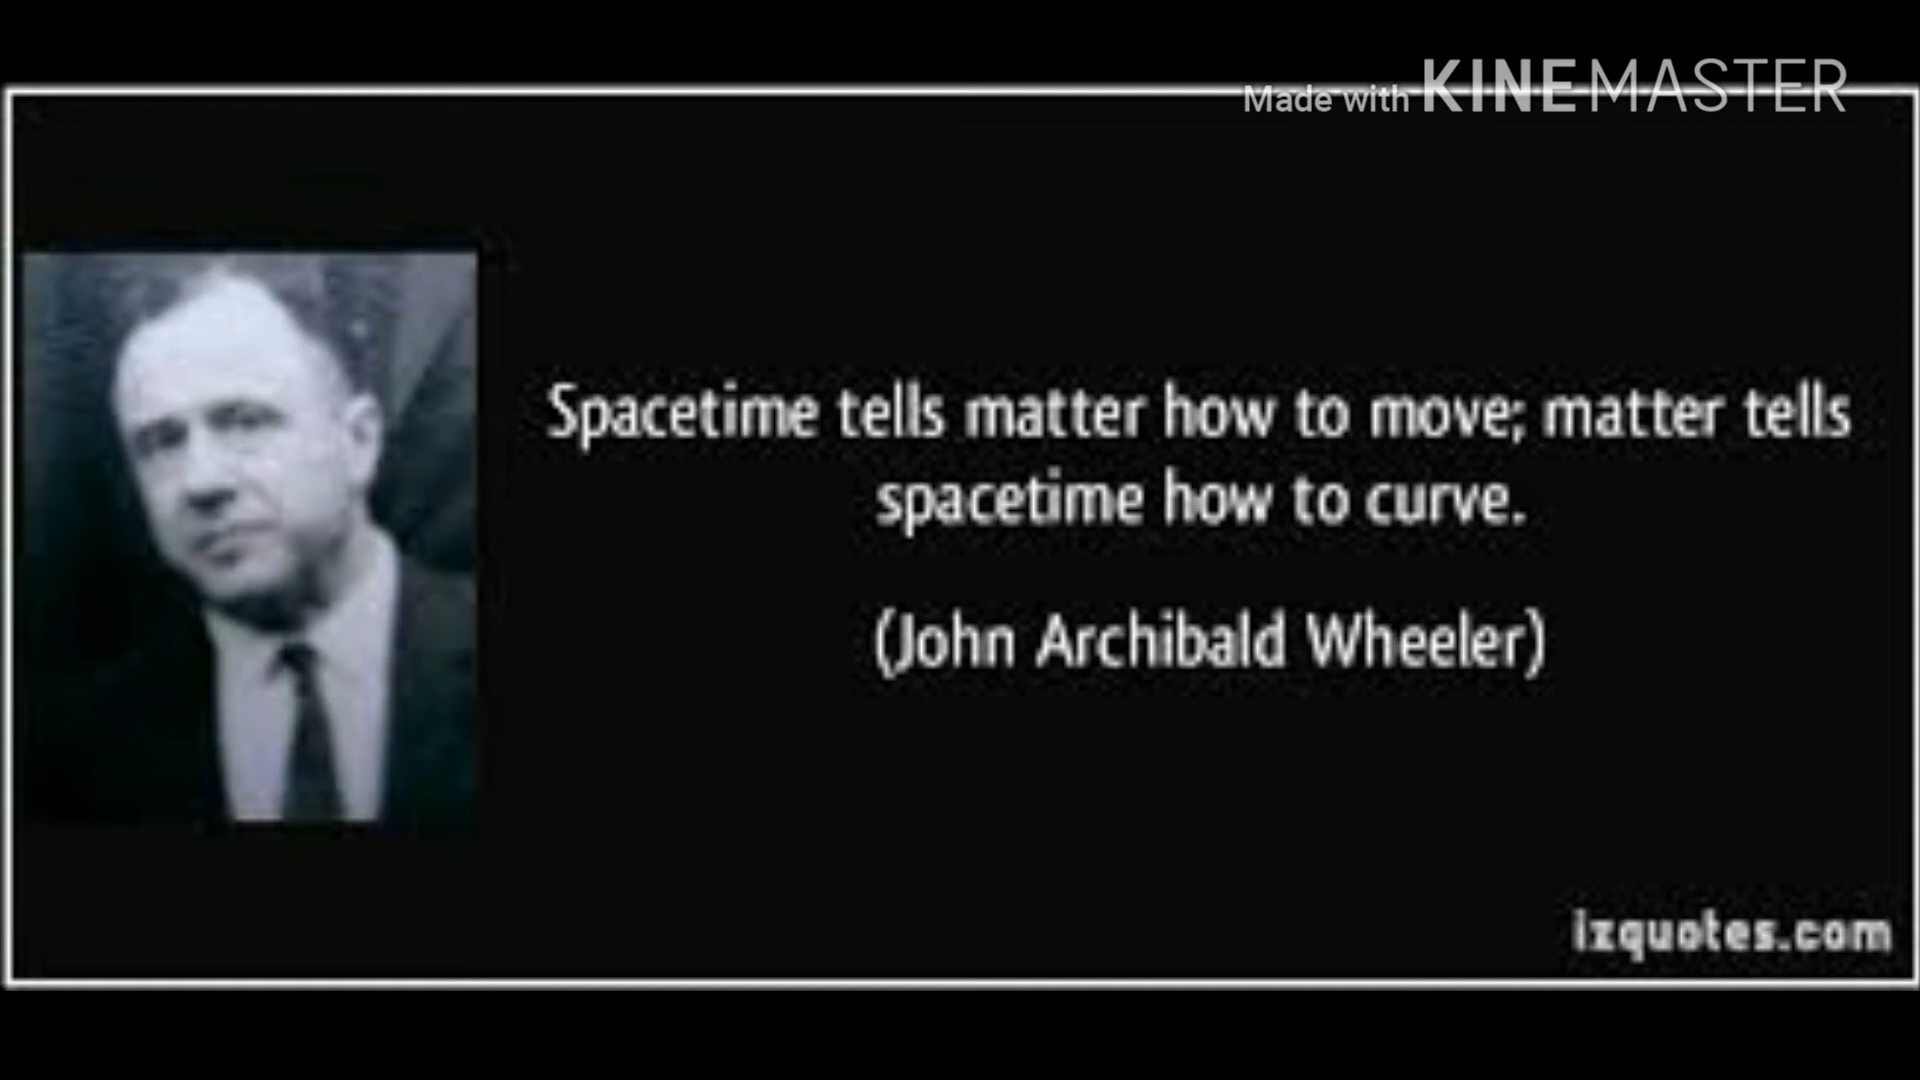 Made with KINEMASTER
Spacetime tells matter how to move; matter tells
spacetime how to curve.
(John Archibald Wheeler)
izquotes.com